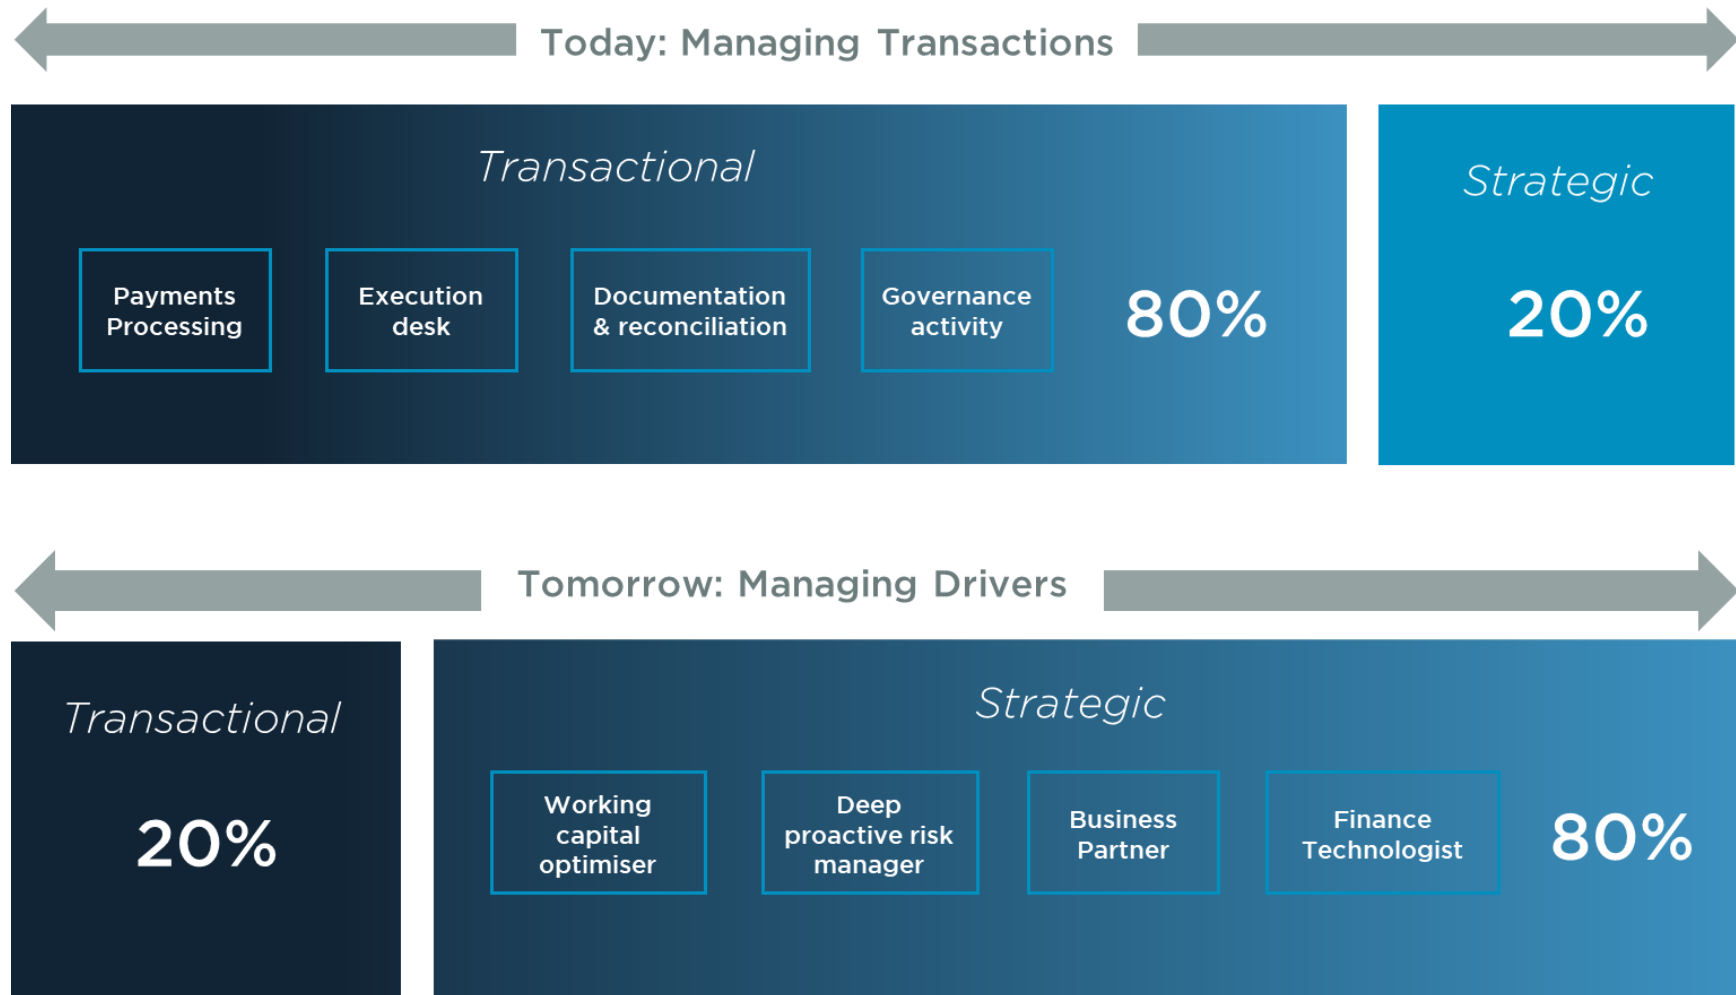 Today: Managing Transactions
Transactional
Strategic
Payments
Processing
Execution
desk
Documentation
& reconciliation
Governance
activity
80%
20%
Tomorrow: Managing Drivers
Transactional
Strategic
20%
Working
capital
optimiser
Deep
proactive risk
manager
Business
Partner
Finance
Technologist
80%